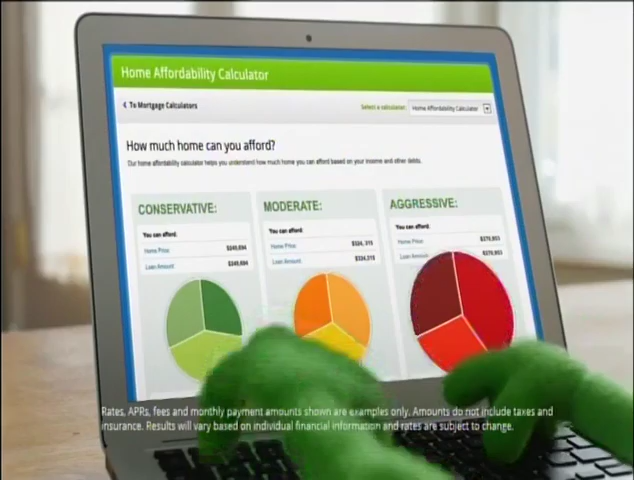 Home Affordability Calculator
< To Mortgage Calculators
Select a calculator: Home Affordability Calculator
How much home can you afford?
Our home affordability calculator helps you understand how much home you can afford based on your income and other debts.
CONSERVATIVE: MODERATE: AGGRESSIVE:
You can afford: You can afford: You can afford:
Home Price: Home Price: Home Price:
Loan Amount: Loan Amount: Loan Amount:
Rates, APRs, fees and monthly payment amounts shown are examples only. Amounts do not include taxes and
insurance. Results will vary based on individual financial information and rates are subject to change.